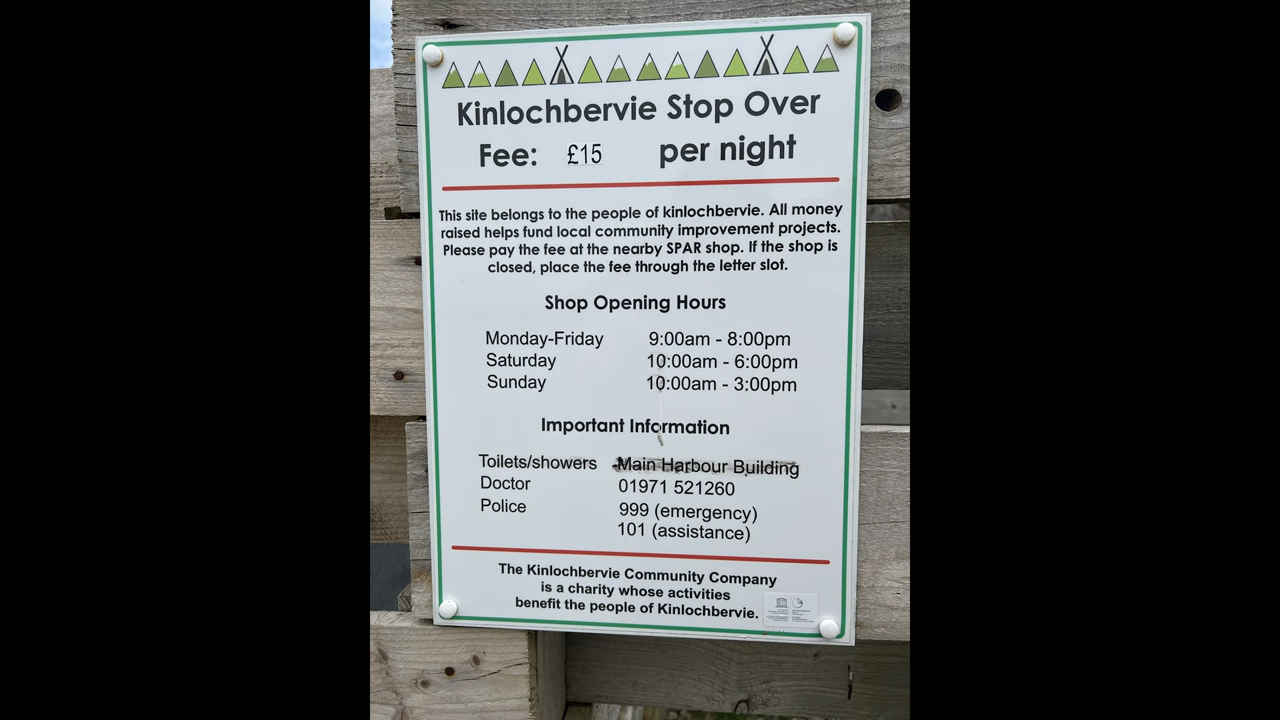 Kinlochbervie Stop Over
Fee: £15 per night
This site belongs to the people of kinlochbervie. All money
raised helps fund local community improvement projects.
Please pay the fee at the nearby SPAR shop. If the shop is
closed, place the fee through the letter slot.
Shop Opening Hours
Monday-Friday 9:00am - 8:00pm
Saturday 10:00am - 6:00pm
Sunday 10:00am - 3:00pm
Important Information
Toilets/showers Main Harbour Building
Doctor 01971 521260
Police 999 (emergency)
101 (assistance)
The Kinlochbervie Community Company
is a charity whose activities
benefit the people of Kinlochbervie.